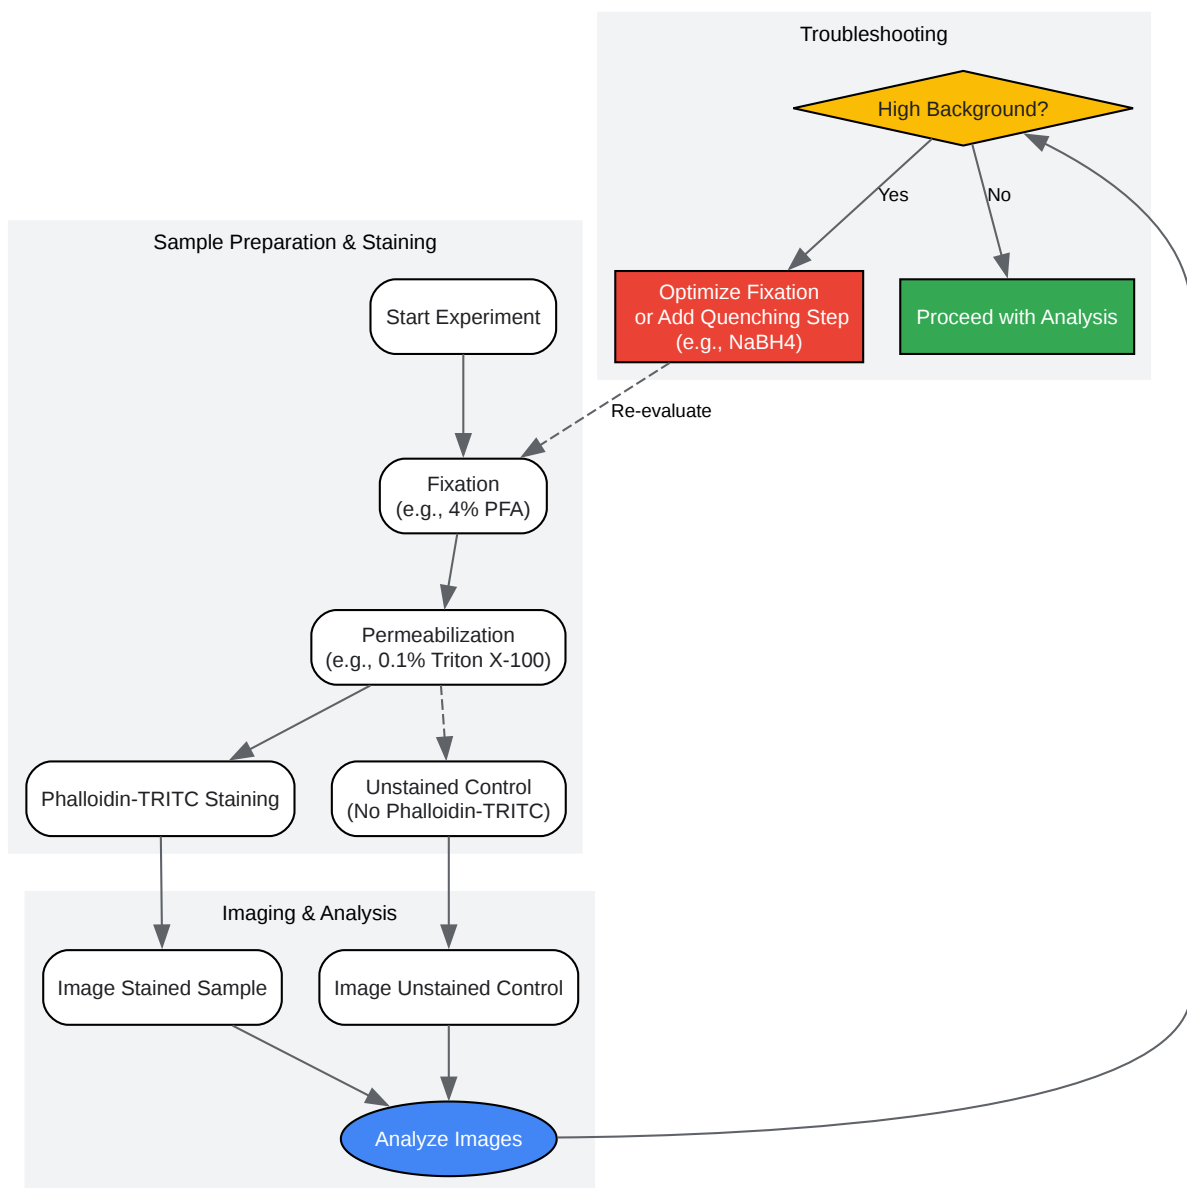 Troubleshooting
High Background?
Yes
No
Optimize Fixation
or Add Quenching Step
(e.g., NaBH4)
Proceed with Analysis
Re-evaluate
Sample Preparation & Staining
Start Experiment
Fixation
(e.g., 4% PFA)
Permeabilization
(e.g., 0.1% Triton X-100)
Phalloidin-TRITC Staining
Unstained Control
(No Phalloidin-TRITC)
Imaging & Analysis
Image Stained Sample
Image Unstained Control
Analyze Images